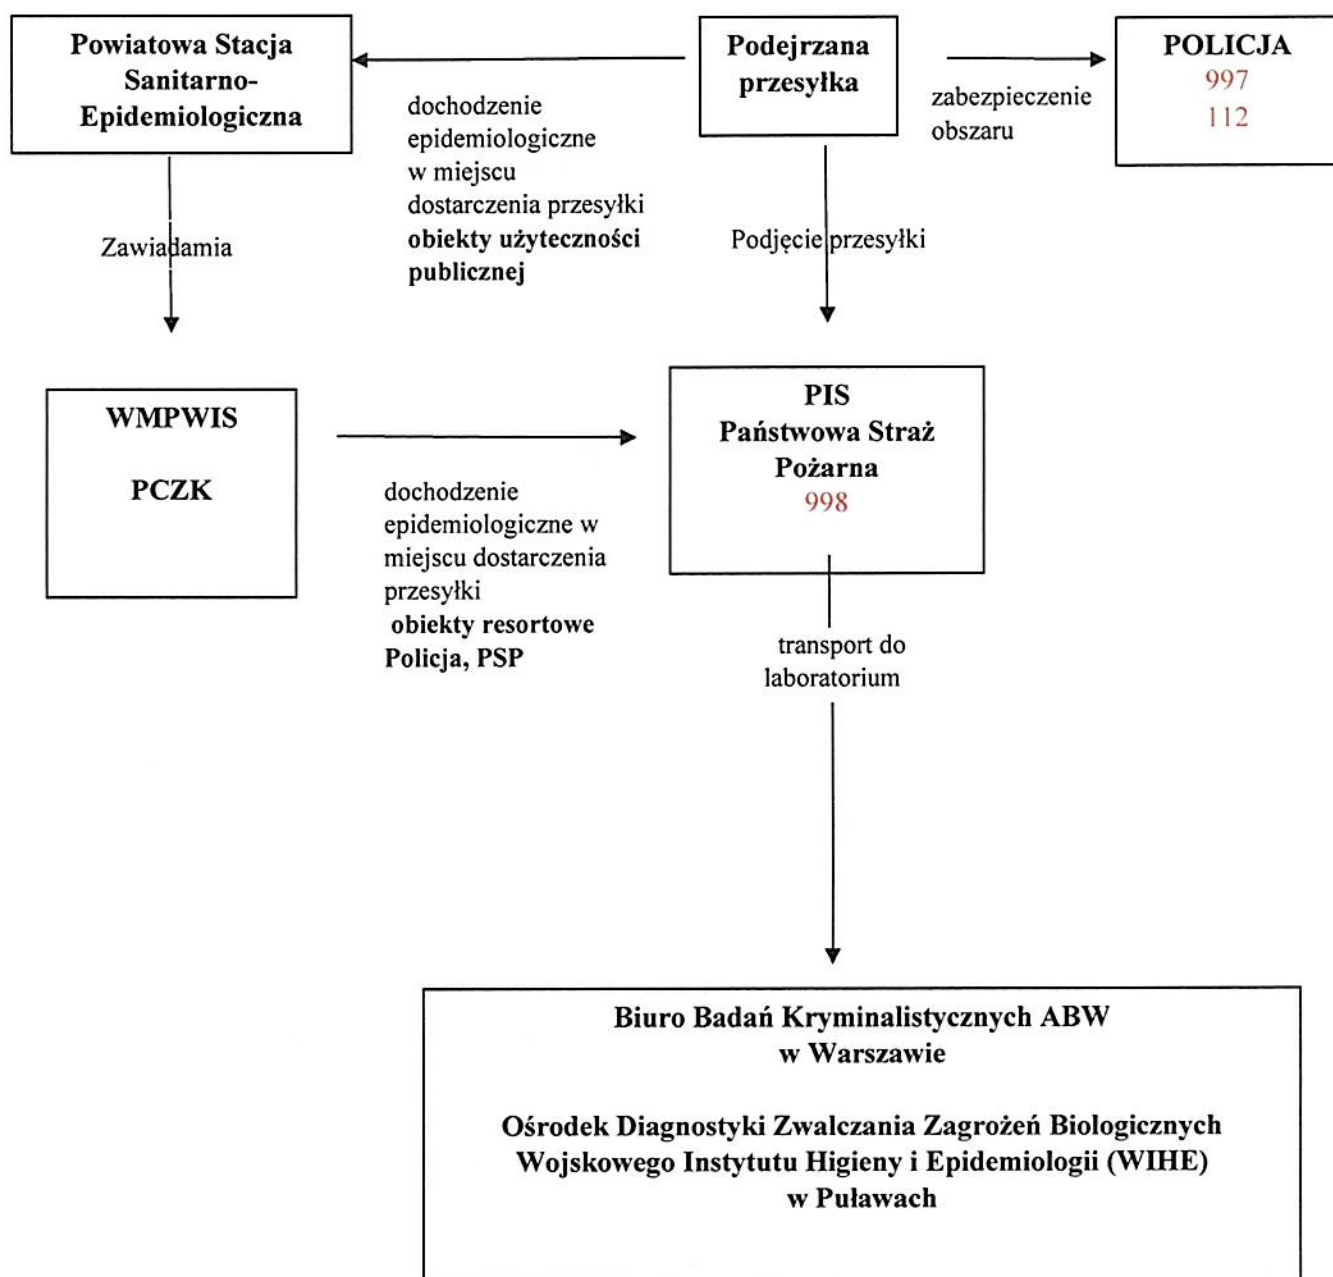 Powiatowa Stacja
Sanitarno-
Epidemiologiczna
Podejrzana
przesyłka
POLICJA
997
112
dochodzenie
epidemiologiczne
w miejscu
dostarczenia przesyłki
obiekty użyteczności
publicznej
zabezpieczenie
obszaru
Zawiadamia
Podjęcie przesyłki
WMPWIS
PCZK
PIS
Państwowa Straż
Pożarna
998
dochodzenie
epidemiologiczne w
miejscu dostarczenia
przesyłki
obiekty resortowe
Policja, PSP
transport do
laboratorium
Biuro Badań Kryminalistycznych ABW
w Warszawie
Ośrodek Diagnostyki Zwalczania Zagrożeń Biologicznych
Wojskowego Instytutu Higieny i Epidemiologii (WIHE)
w Puławach